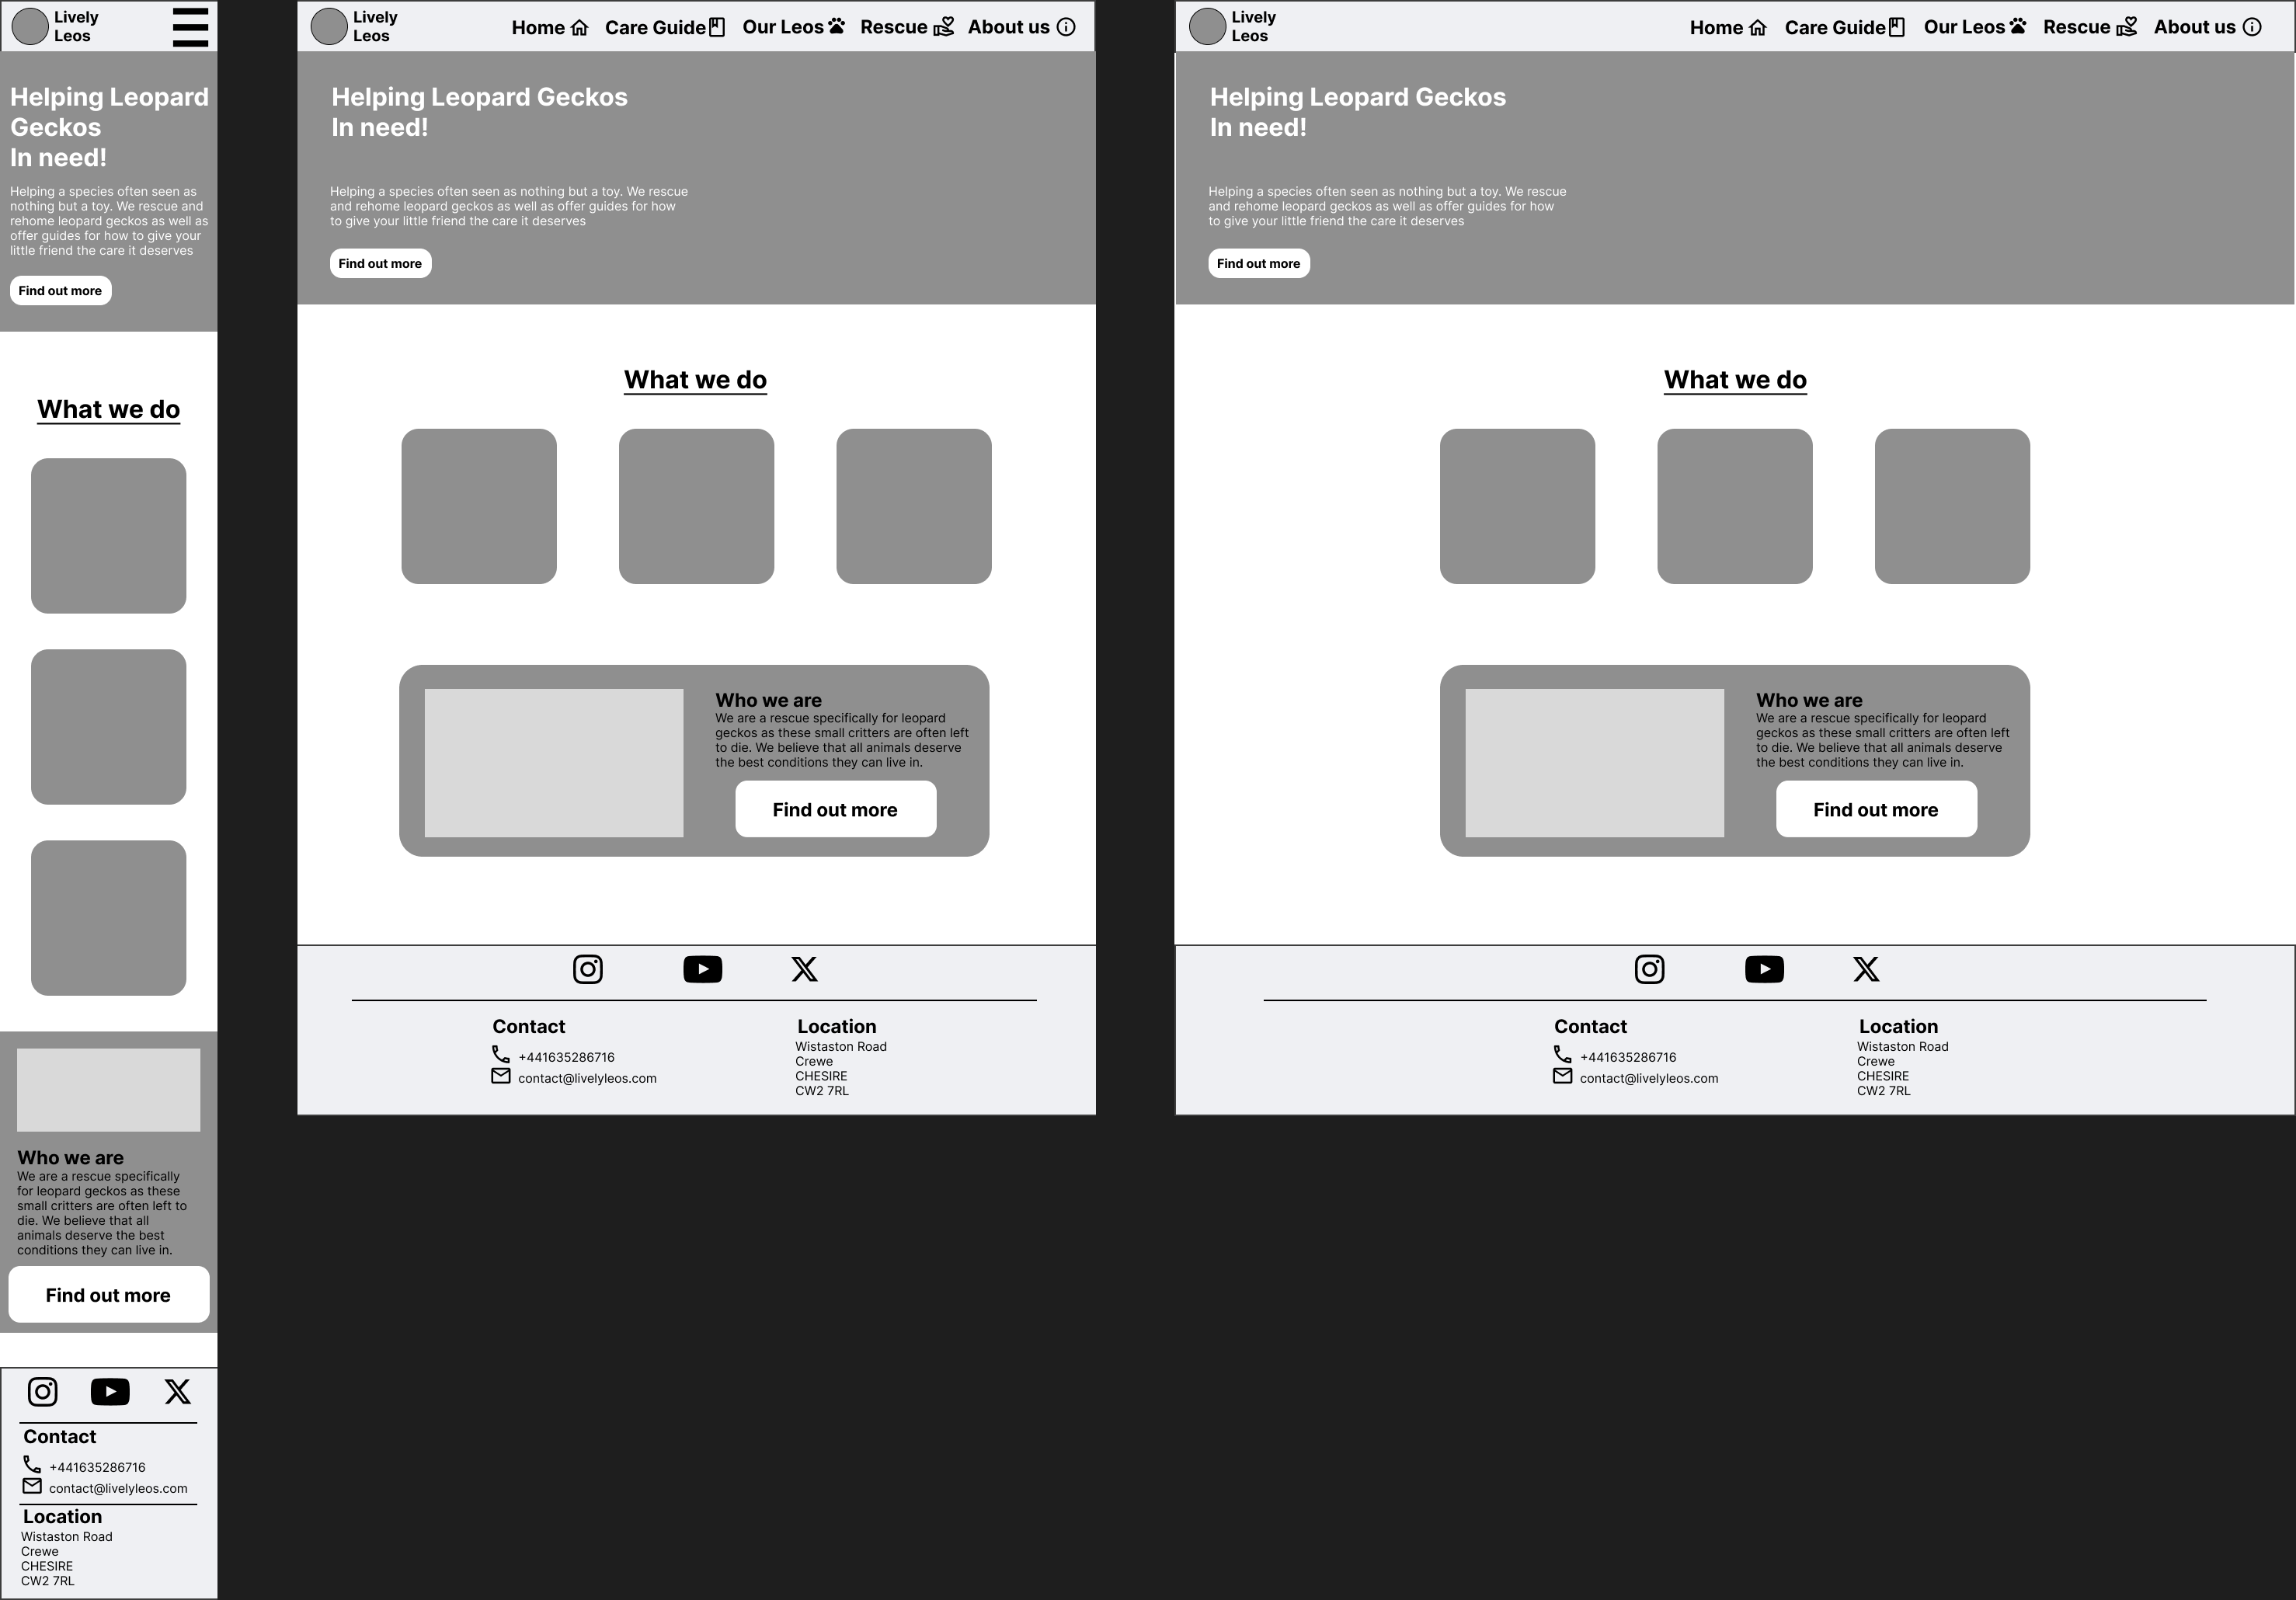 Lively
Leos
Helping Leopard
Geckos
In need!
Helping a species often seen as
nothing but a toy. We rescue and
rehome leopard geckos as well as
offer guides for how to give your
little friend the care it deserves
Find out more
What we do
Who we are
We are a rescue specifically
for leopard geckos as these
small critters are often left to
die. We believe that all
animals deserve the best
conditions they can live in.
Find out more
Contact
+441635286716
contact@livelyleos.com
Location
Wistaston Road
Crewe
CHESIRE
CW2 7RL
Lively
Leos
Home Care Guide Our Leos Rescue About us
Helping Leopard Geckos
In need!
Helping a species often seen as nothing but a toy. We rescue
and rehome leopard geckos as well as offer guides for how
to give your little friend the care it deserves
Find out more
What we do
Who we are
We are a rescue specifically for leopard
geckos as these small critters are often left
to die. We believe that all animals deserve
the best conditions they can live in.
Find out more
Contact
+441635286716
contact@livelyleos.com
Location
Wistaston Road
Crewe
CHESIRE
CW2 7RL
Lively
Leos
Home Care Guide Our Leos Rescue About us
Helping Leopard Geckos
In need!
Helping a species often seen as nothing but a toy. We rescue
and rehome leopard geckos as well as offer guides for how
to give your little friend the care it deserves
Find out more
What we do
Who we are
We are a rescue specifically for leopard
geckos as these small critters are often left
to die. We believe that all animals deserve
the best conditions they can live in.
Find out more
Contact
+441635286716
contact@livelyleos.com
Location
Wistaston Road
Crewe
CHESIRE
CW2 7RL